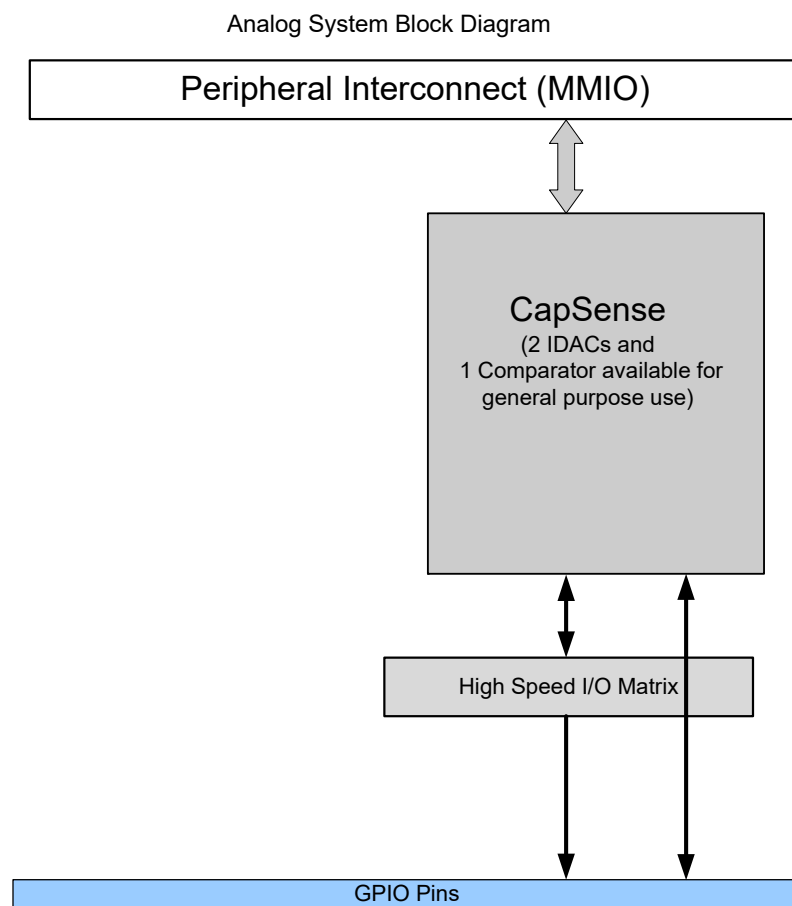 Analog System Block Diagram
Peripheral Interconnect (MMIO)
CapSense
(2 IDACs and
1 Comparator available for
general purpose use)
High Speed I/O Matrix
GPIO Pins